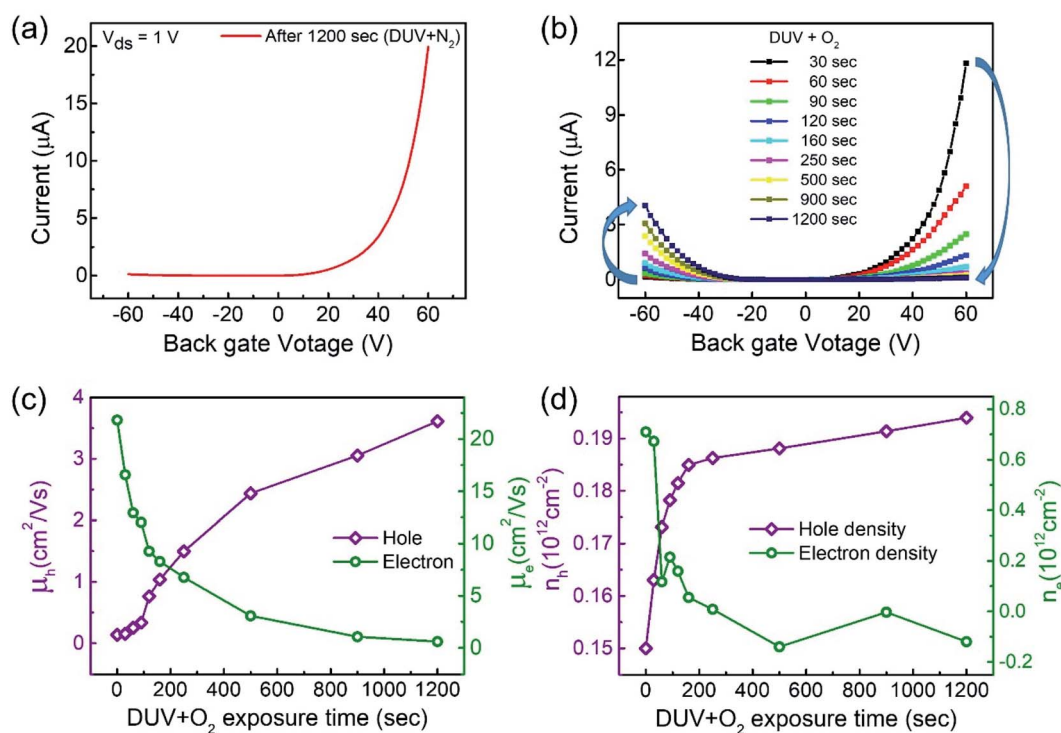 (a)
V_ds = 1 V
After 1200 sec (DUV+N₂)
20
15
10
5
0
Current (μA)
-60 -40 -20 0 20 40 60
Back gate Votage (V)
(b)
DUV + O₂
30 sec
60 sec
90 sec
120 sec
160 sec
250 sec
500 sec
900 sec
1200 sec
12
9
6
3
0
Current (μA)
-60 -40 -20 0 20 40 60
Back gate Votage (V)
(c)
4
3
2
1
0
μ_h(cm²/Vs)
Hole
Electron
20
15
10
5
0
μ_e(cm²/Vs)
0 200 400 600 800 1000 1200
DUV+O₂ exposure time (sec)
(d)
0.19
0.18
0.17
0.16
0.15
n_h(10¹²cm⁻²)
Hole density
Electron density
0.8
0.6
0.4
0.2
0.0
-0.2
n_e(10¹²cm⁻²)
0 200 400 600 800 1000 1200
DUV+O₂ exposure time (sec)